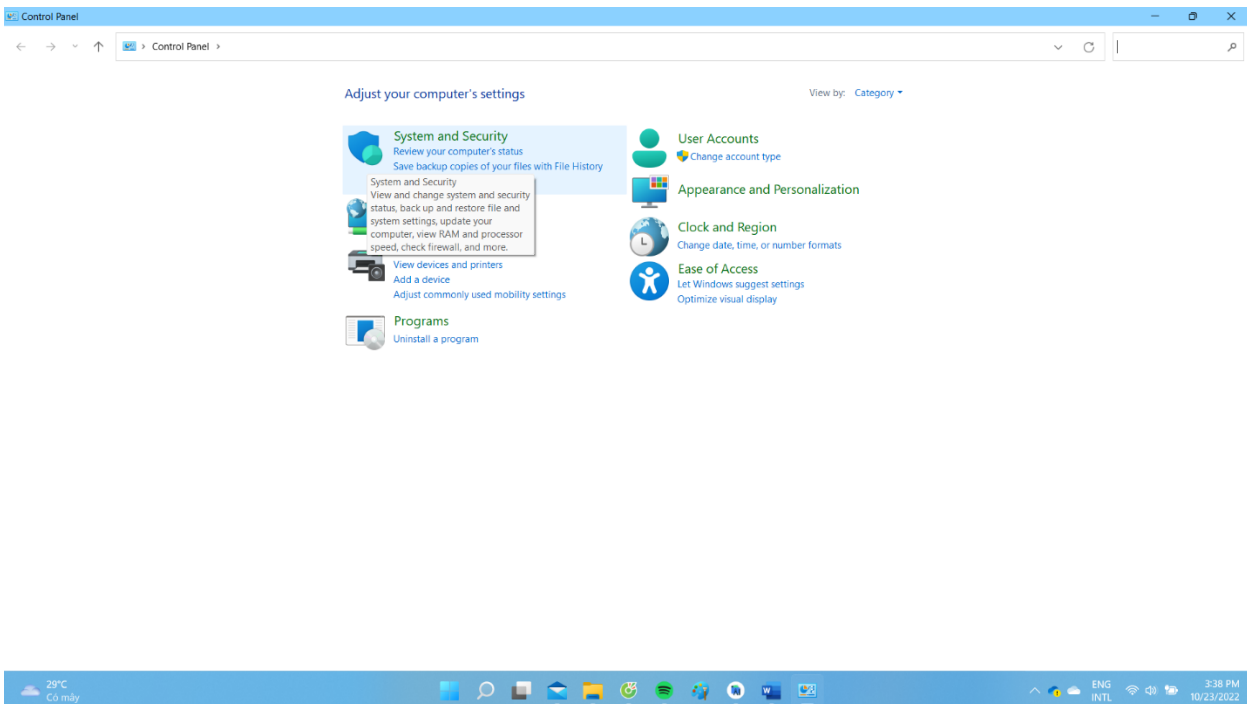 Control Panel
Control Panel
Adjust your computer's settings
View by: Category
System and Security
Review your computer's status
Save backup copies of your files with File History
System and Security
View and change system and security
status, back up and restore file and
system settings, update your
computer, view RAM and processor
speed, check firewall, and more.
View devices and printers
Add a device
Adjust commonly used mobility settings
Programs
Uninstall a program
User Accounts
Change account type
Appearance and Personalization
Clock and Region
Change date, time, or number formats
Ease of Access
Let Windows suggest settings
Optimize visual display
29°C
Có mây
ENG
INTL
3:38 PM
10/23/2022